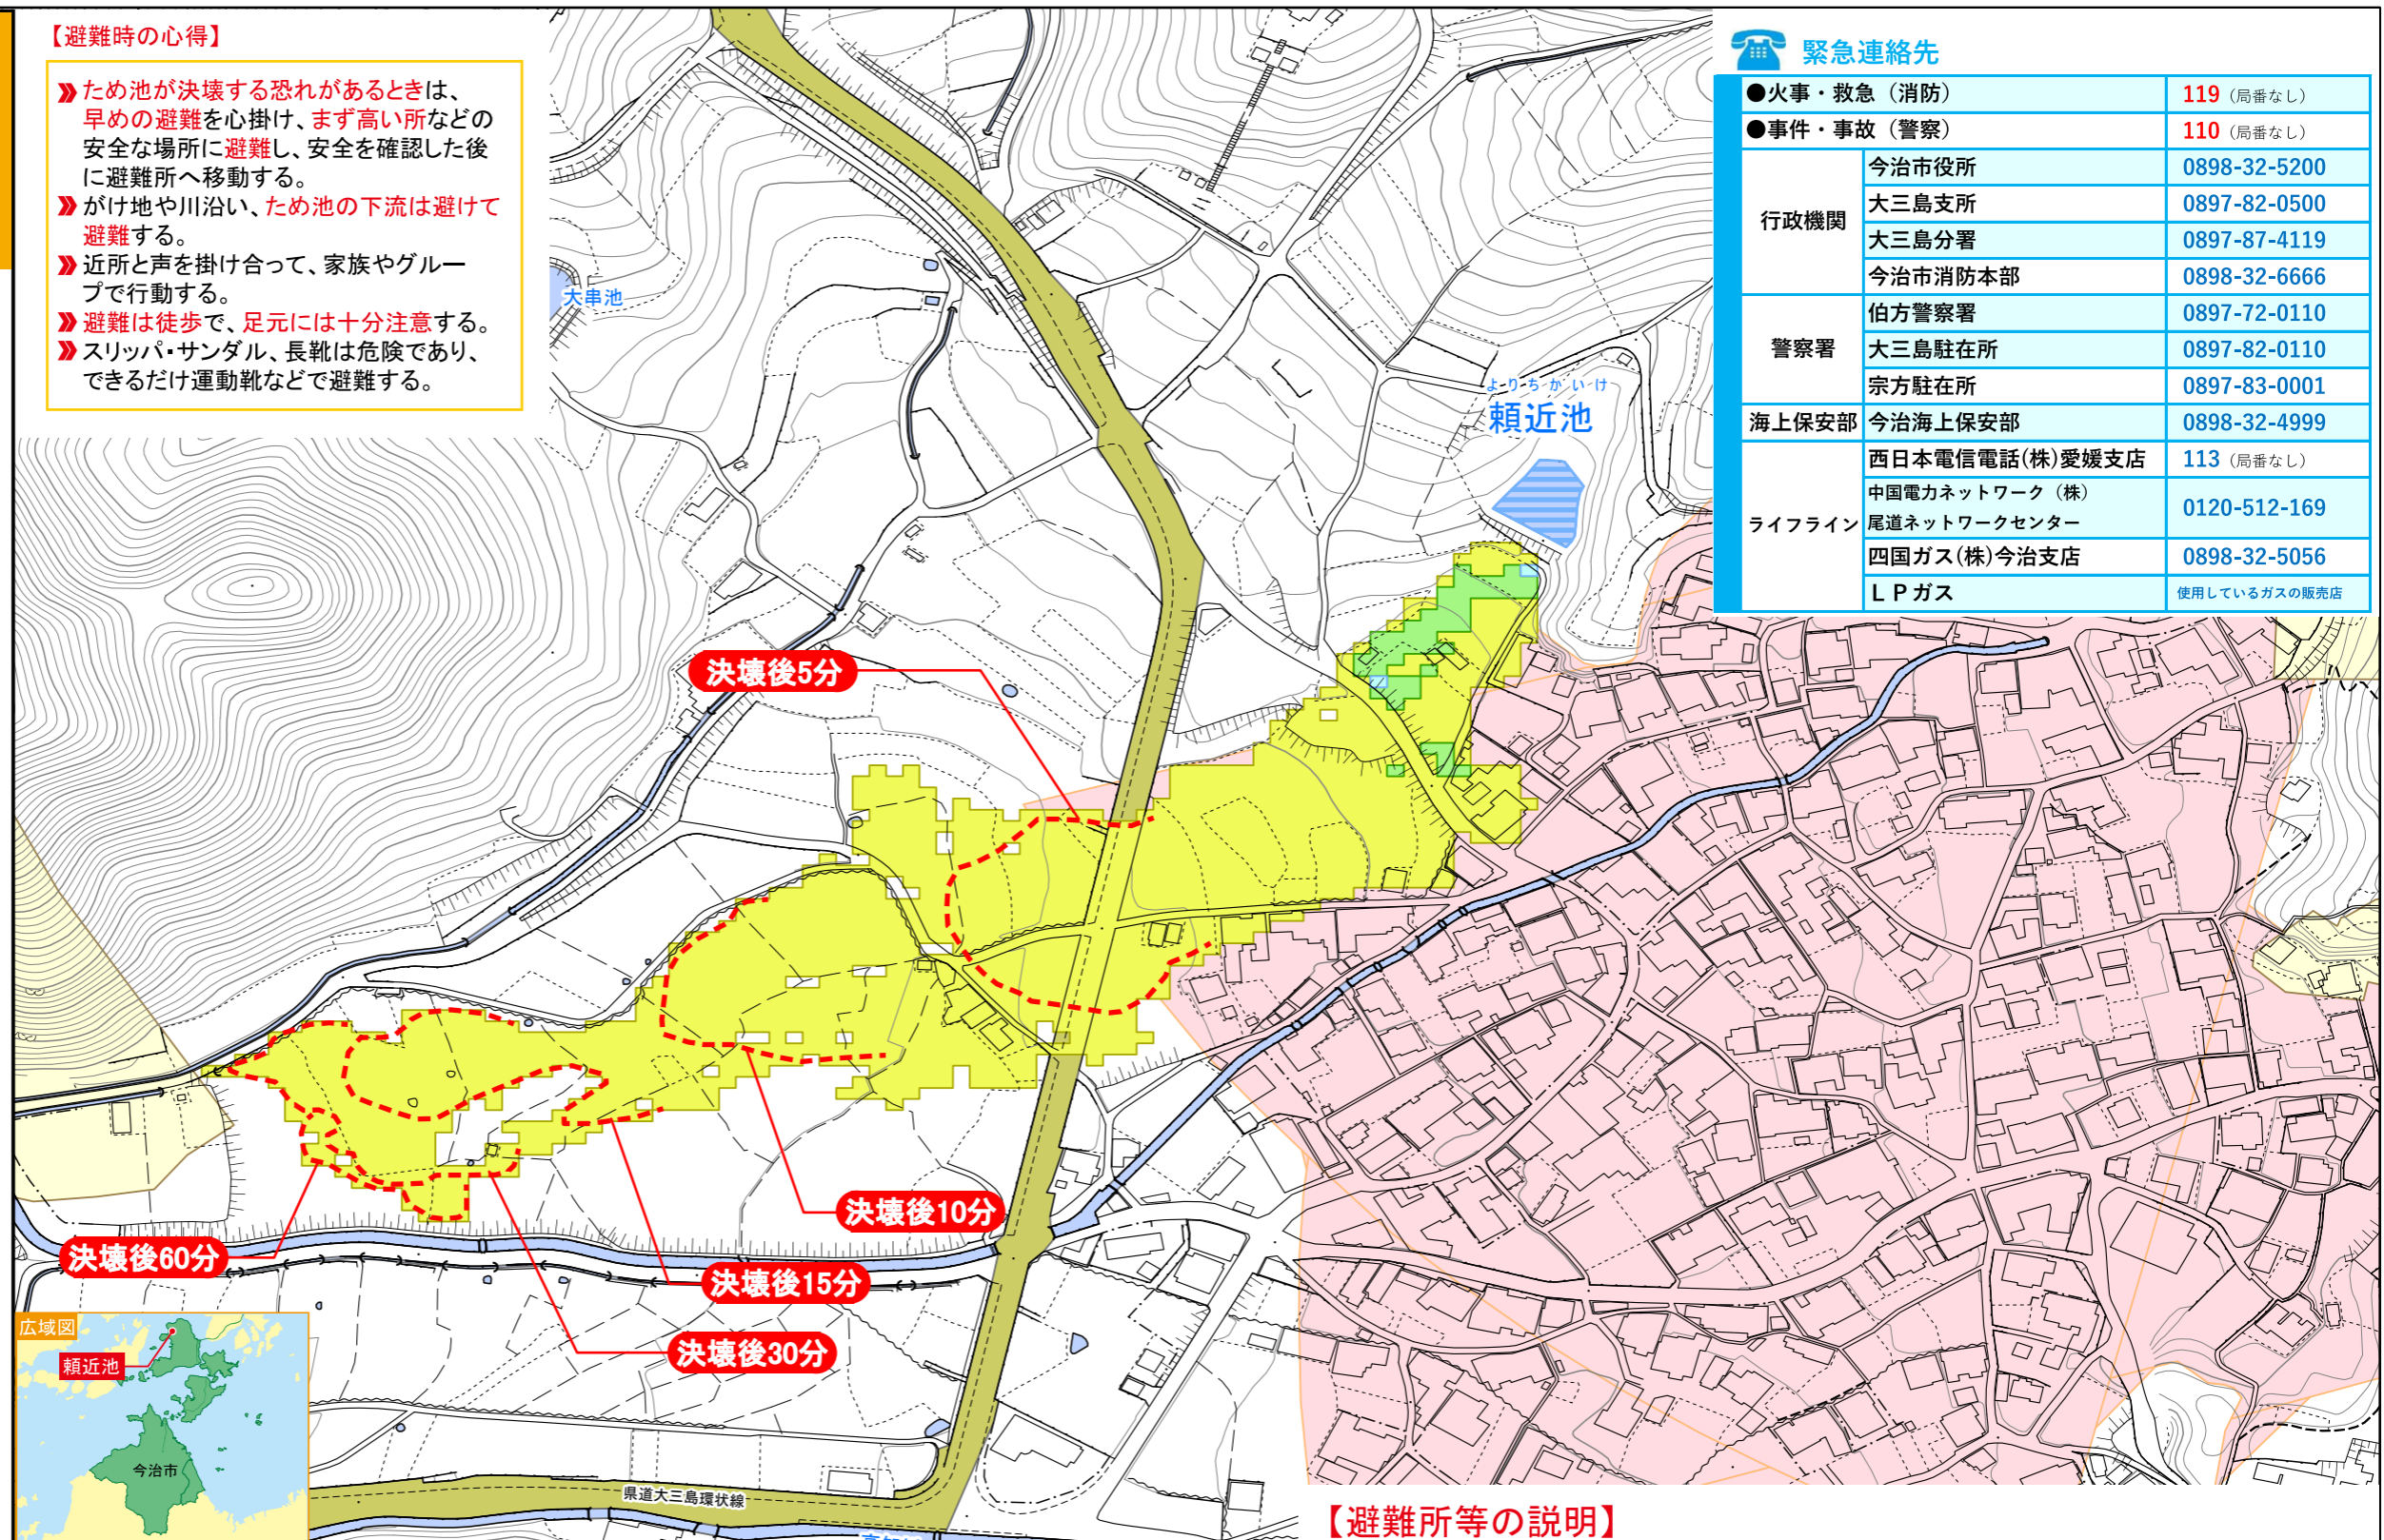 【避難時の心得】
ため池が決壊する恐れがあるときは、
早めの避難を心掛け、まず高い所などの
安全な場所に避難し、安全を確認した後
に避難所へ移動する。
がけ地や川沿い、ため池の下流は避けて
避難する。
近所と声を掛け合って、家族やグルー
プで行動する。
避難は徒歩で、足元には十分注意する。
スリッパ・サンダル、長靴は危険であり、
できるだけ運動靴などで避難する。
緊急連絡先
●火事・救急（消防） 119（局番なし）
●事件・事故（警察） 110（局番なし）
行政機関
今治市役所 0898-32-5200
大三島支所 0897-82-0500
大三島分署 0897-87-4119
今治市消防本部 0898-32-6666
警察署
伯方警察署 0897-72-0110
大三島駐在所 0897-82-0110
宗方駐在所 0897-83-0001
海上保安部 今治海上保安部 0898-32-4999
ライフライン
西日本電信電話(株)愛媛支店 113（局番なし）
中国電力ネットワーク（株）
尾道ネットワークセンター 0120-512-169
四国ガス(株)今治支店 0898-32-5056
ＬＰガス 使用しているガスの販売店
大串池
よりちかいけ
頼近池
決壊後5分
決壊後10分
決壊後60分
決壊後15分
決壊後30分
広域図
頼近池
今治市
県道大三島環状線
【避難所等の説明】